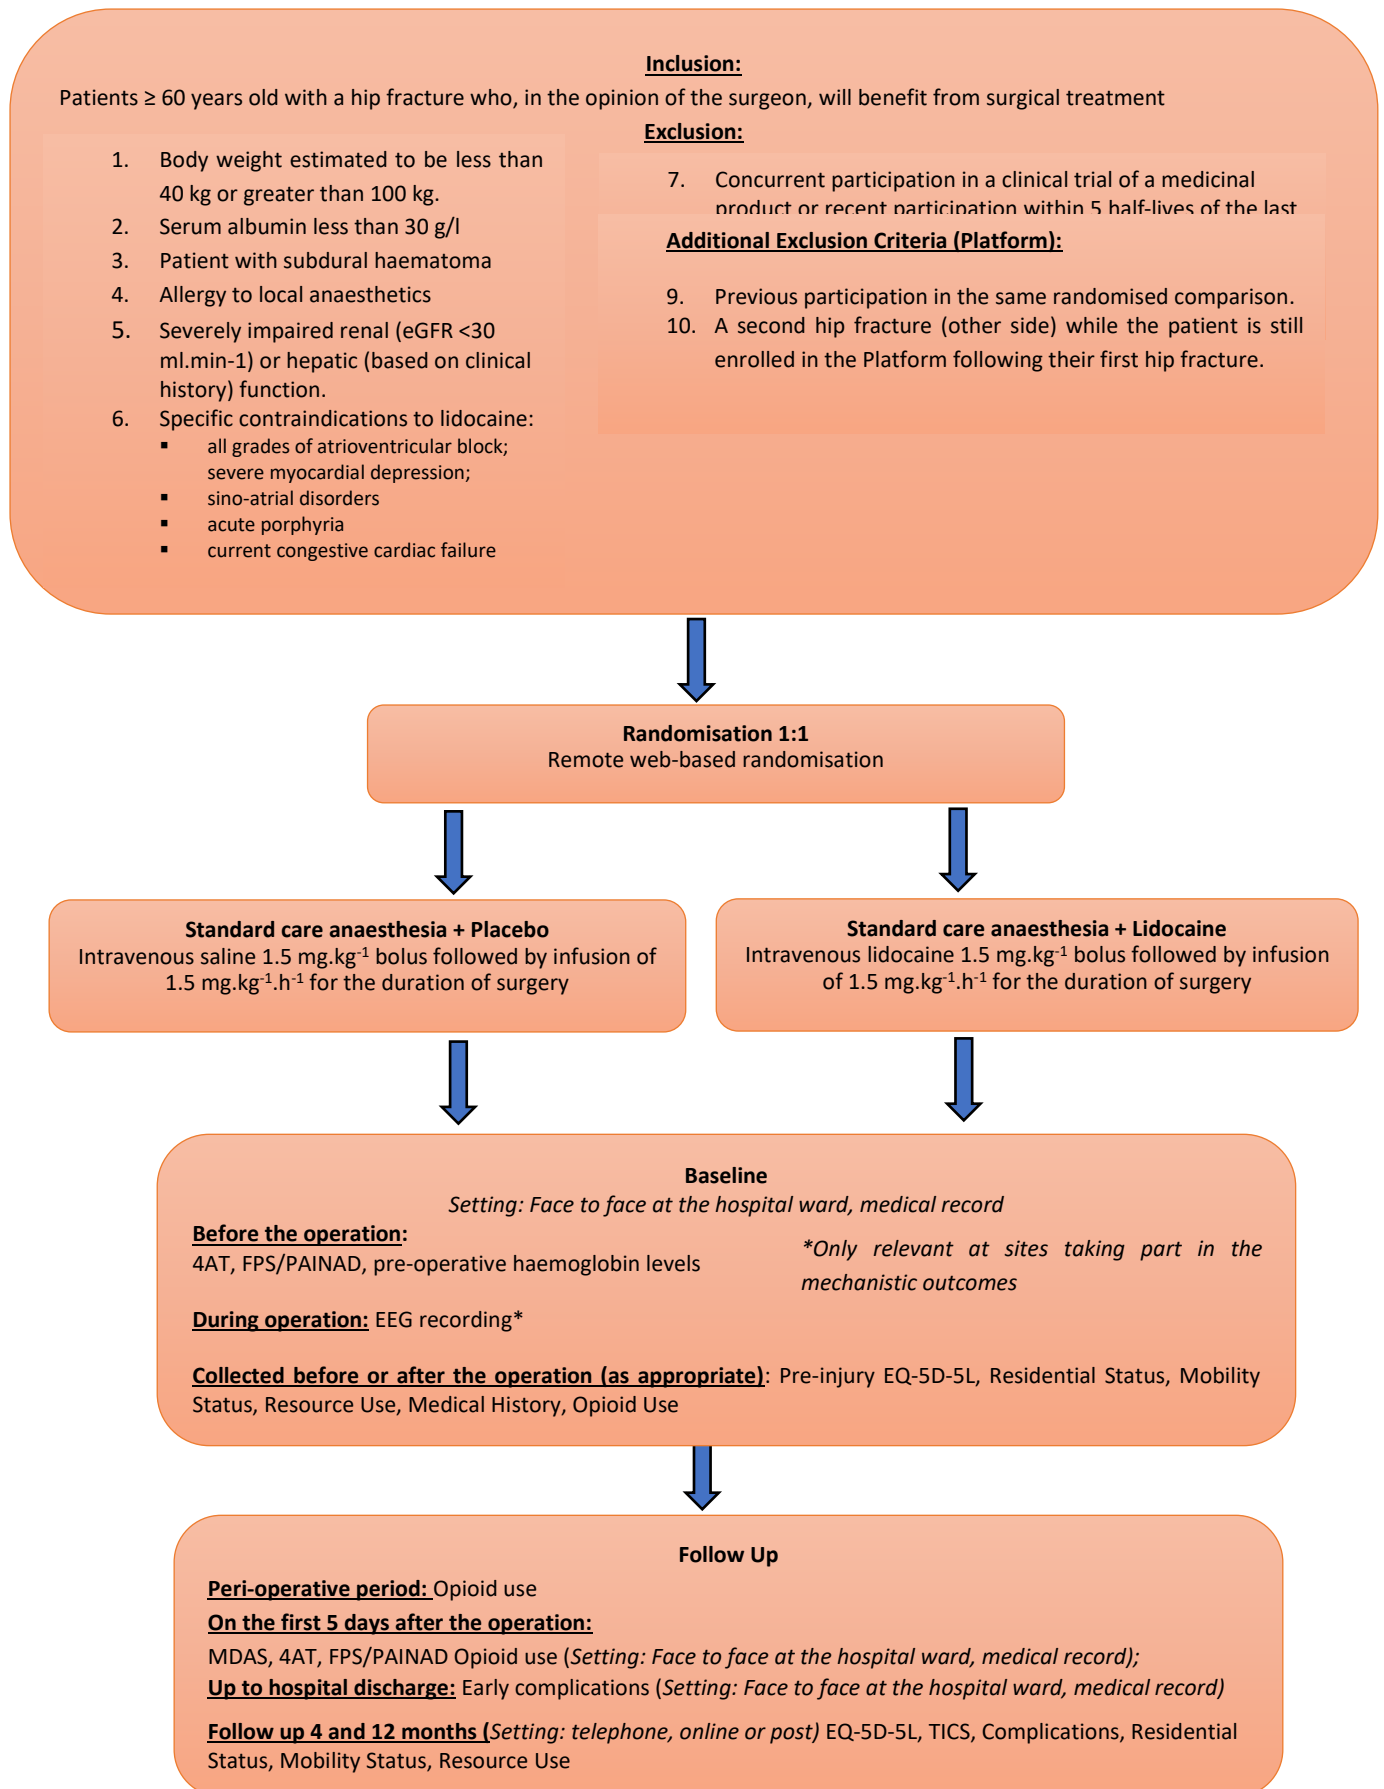 Inclusion:
Patients ≥ 60 years old with a hip fracture who, in the opinion of the surgeon, will benefit from surgical treatment
Exclusion:
1. Body weight estimated to be less than
40 kg or greater than 100 kg.
2. Serum albumin less than 30 g/l
3. Patient with subdural haematoma
4. Allergy to local anaesthetics
5. Severely impaired renal (eGFR <30
ml.min-1) or hepatic (based on clinical
history) function.
6. Specific contraindications to lidocaine:
▪ all grades of atrioventricular block;
severe myocardial depression;
▪ sino-atrial disorders
▪ acute porphyria
▪ current congestive cardiac failure
7. Concurrent participation in a clinical trial of a medicinal
product or recent participation within 5 half-lives of the last
Additional Exclusion Criteria (Platform):
9. Previous participation in the same randomised comparison.
10. A second hip fracture (other side) while the patient is still
enrolled in the Platform following their first hip fracture.
Randomisation 1:1
Remote web-based randomisation
Standard care anaesthesia + Placebo
Intravenous saline 1.5 mg.kg⁻¹ bolus followed by infusion of
1.5 mg.kg⁻¹.h⁻¹ for the duration of surgery
Standard care anaesthesia + Lidocaine
Intravenous lidocaine 1.5 mg.kg⁻¹ bolus followed by infusion
of 1.5 mg.kg⁻¹.h⁻¹ for the duration of surgery
Baseline
Setting: Face to face at the hospital ward, medical record
Before the operation:
4AT, FPS/PAINAD, pre-operative haemoglobin levels
*Only relevant at sites taking part in the
mechanistic outcomes
During operation: EEG recording*
Collected before or after the operation (as appropriate): Pre-injury EQ-5D-5L, Residential Status, Mobility
Status, Resource Use, Medical History, Opioid Use
Follow Up
Peri-operative period: Opioid use
On the first 5 days after the operation:
MDAS, 4AT, FPS/PAINAD Opioid use (Setting: Face to face at the hospital ward, medical record);
Up to hospital discharge: Early complications (Setting: Face to face at the hospital ward, medical record)
Follow up 4 and 12 months (Setting: telephone, online or post) EQ-5D-5L, TICS, Complications, Residential
Status, Mobility Status, Resource Use